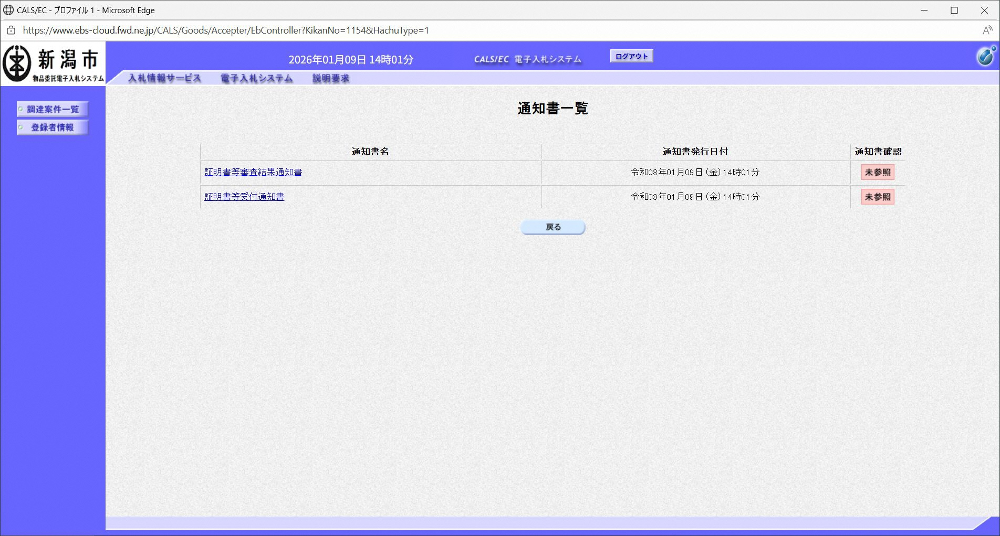 CALS/EC - プロファイル 1 - Microsoft Edge
https://www.ebs-cloud.fwd.ne.jp/CALS/Goods/Accepter/EbController?KikanNo=1154&HachuType=1
新潟市
物品委託電子入札システム
2026年01月09日 14時01分
CALS/EC 電子入札システム
ログアウト
入札情報サービス 電子入札システム 説明要求
調達案件一覧
登録者情報
通知書一覧
通知書名 通知書発行日付 通知書確認
証明書等審査結果通知書 令和08年01月09日(金)14時01分 未参照
証明書等受付通知書 令和08年01月09日(金)14時01分 未参照
戻る